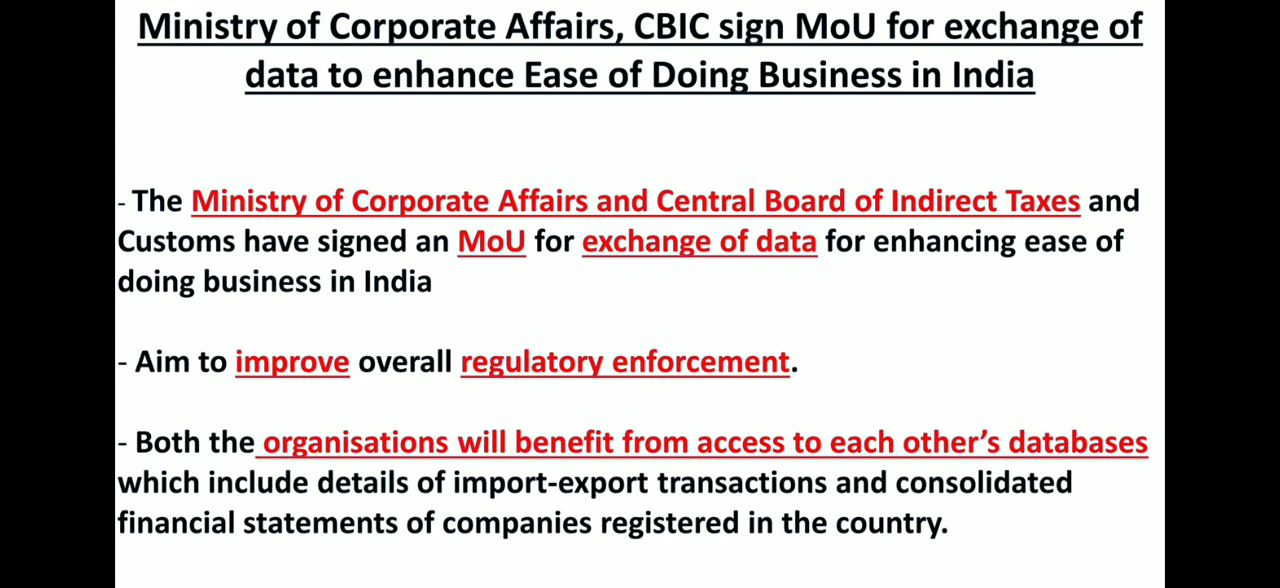 Ministry of Corporate Affairs, CBIC sign MoU for exchange of
data to enhance Ease of Doing Business in India
- The Ministry of Corporate Affairs and Central Board of Indirect Taxes and
Customs have signed an MoU for exchange of data for enhancing ease of
doing business in India
- Aim to improve overall regulatory enforcement.
- Both the organisations will benefit from access to each other’s databases
which include details of import-export transactions and consolidated
financial statements of companies registered in the country.